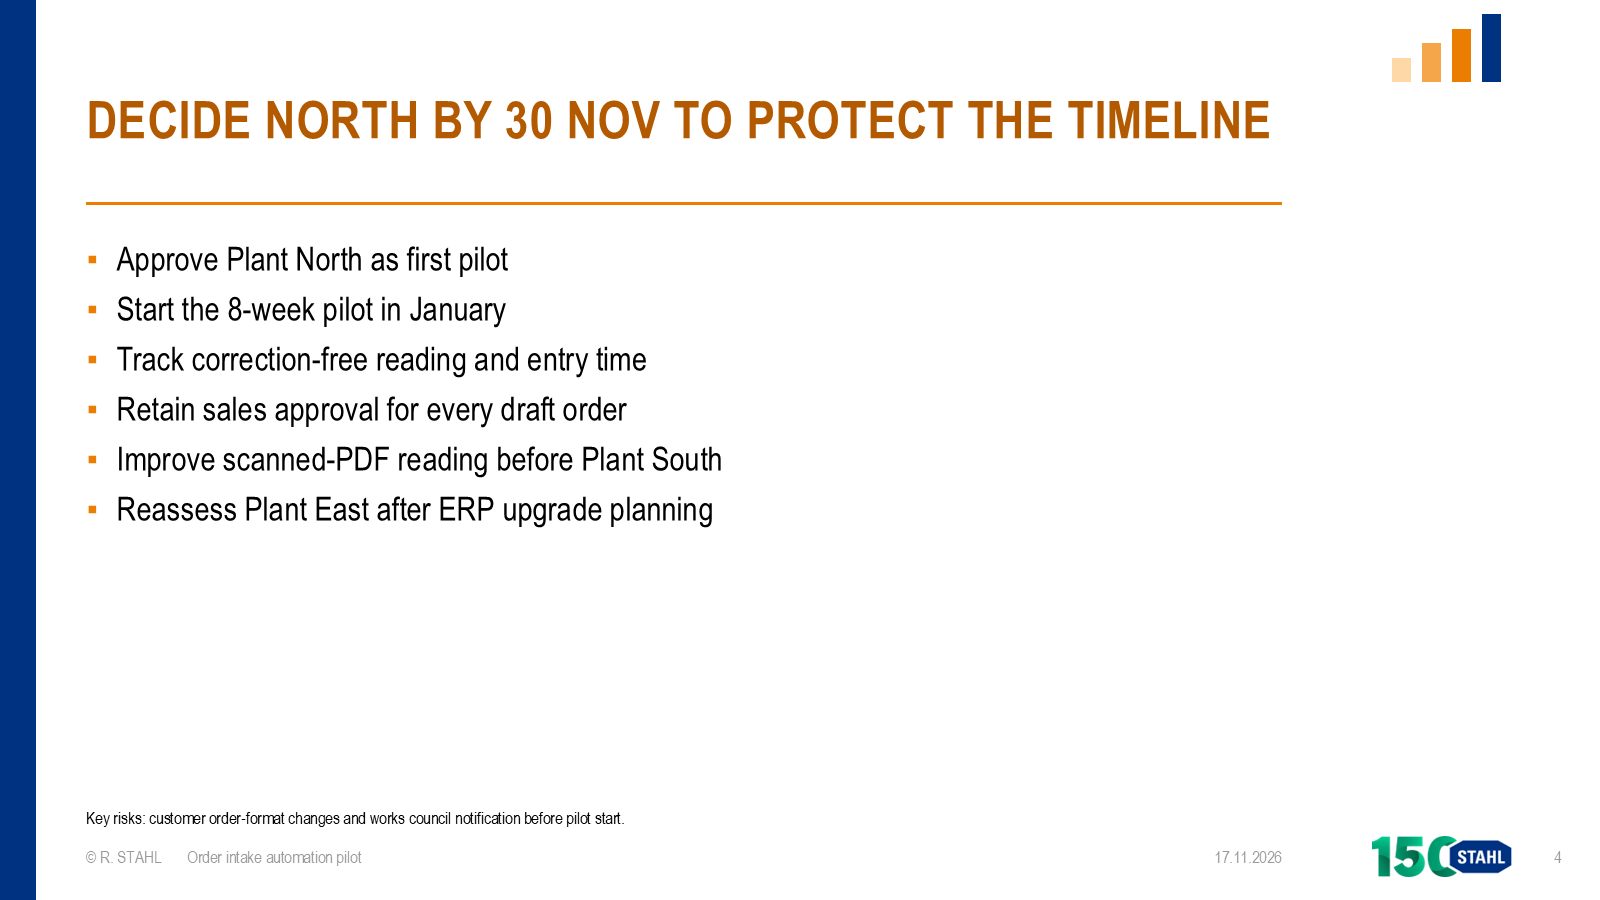 DECIDE NORTH BY 30 NOV TO PROTECT THE TIMELINE
▪ Approve Plant North as first pilot
▪ Start the 8-week pilot in January
▪ Track correction-free reading and entry time
▪ Retain sales approval for every draft order
▪ Improve scanned-PDF reading before Plant South
▪ Reassess Plant East after ERP upgrade planning
Key risks: customer order-format changes and works council notification before pilot start.
© R. STAHL Order intake automation pilot 17.11.2026 150 STAHL 4